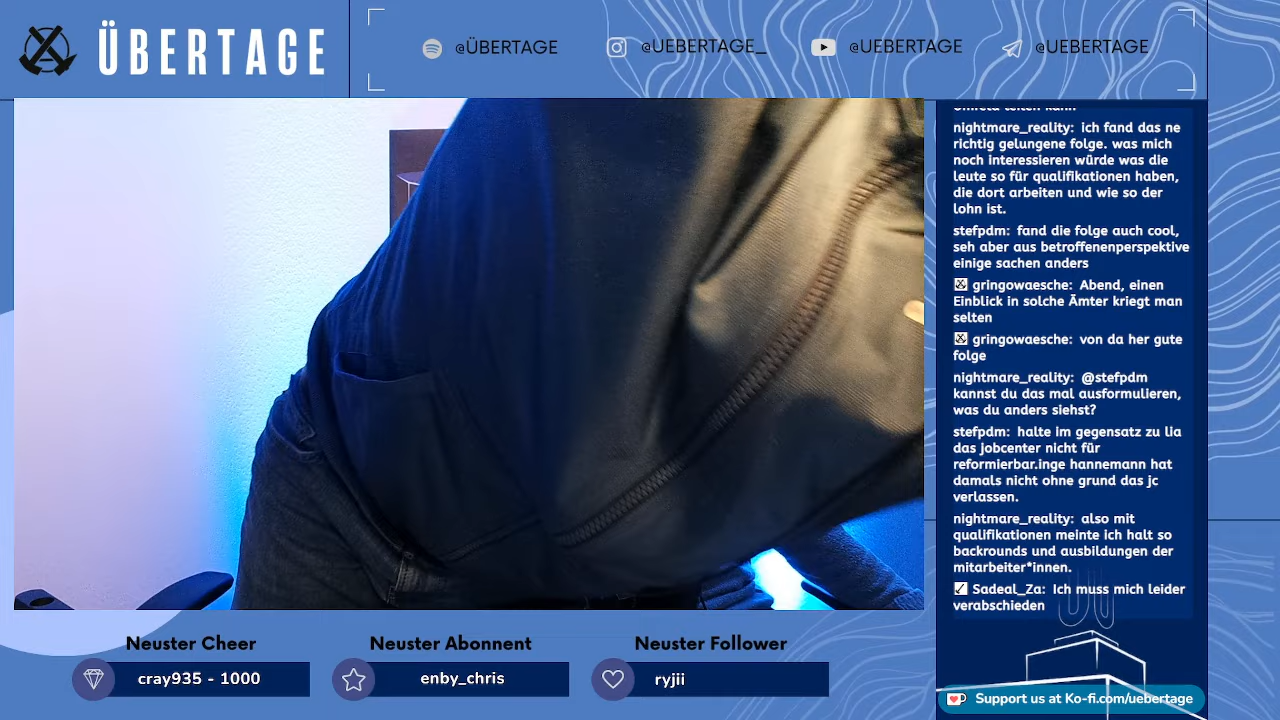 ÜBERTAGE
@ÜBERTAGE
@UEBERTAGE_
@UEBERTAGE
@UEBERTAGE
nightmare_reality: ich fand das ne
richtig gelungene folge. was mich
noch interessieren würde was die
leute so für qualifikationen haben,
die dort arbeiten und wie so der
lohn ist.
stefpdm: fand die folge auch cool,
seh aber aus betroffenenperspektive
einige sachen anders
gringowaesche: Abend, einen
Einblick in solche Ämter kriegt man
selten
gringowaesche: von da her gute
folge
nightmare_reality: @stefpdm
kannst du das mal ausformulieren,
was du anders siehst?
stefpdm: halte im gegensatz zu lia
das jobcenter nicht für
reformierbar.inge hannemann hat
damals nicht ohne grund das jc
verlassen.
nightmare_reality: also mit
qualifikationen meinte ich halt so
backrounds und ausbildungen der
mitarbeiter*innen.
Sadeal_Za: Ich muss mich leider
verabschieden
Neuster Cheer
cray935 - 1000
Neuster Abonnent
enby_chris
Neuster Follower
ryjii
Support us at Ko-fi.com/uebertage